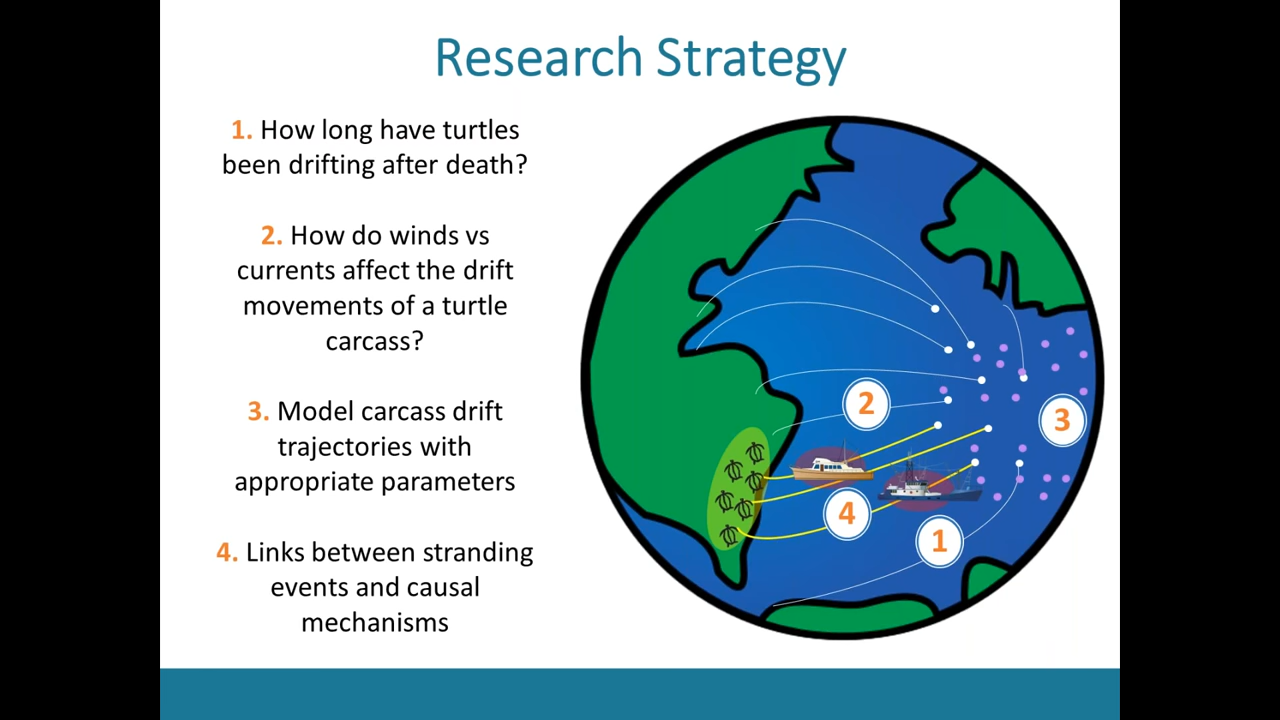 Research Strategy
1. How long have turtles
been drifting after death?
2. How do winds vs
currents affect the drift
movements of a turtle
carcass?
3. Model carcass drift
trajectories with
appropriate parameters
4. Links between stranding
events and causal
mechanisms
2
3
4
1